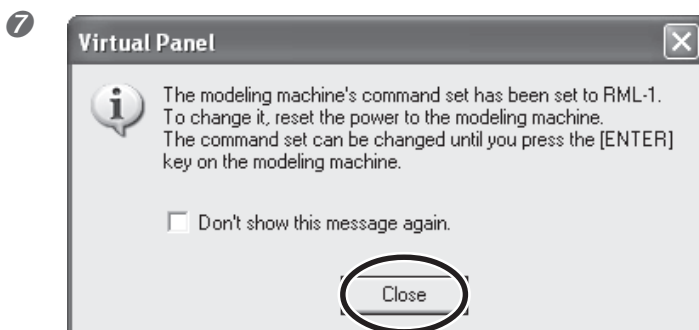 7
Virtual Panel
The modeling machine's command set has been set to RML-1.
To change it, reset the power to the modeling machine.
The command set can be changed until you press the [ENTER]
key on the modeling machine.
Don't show this message again.
Close